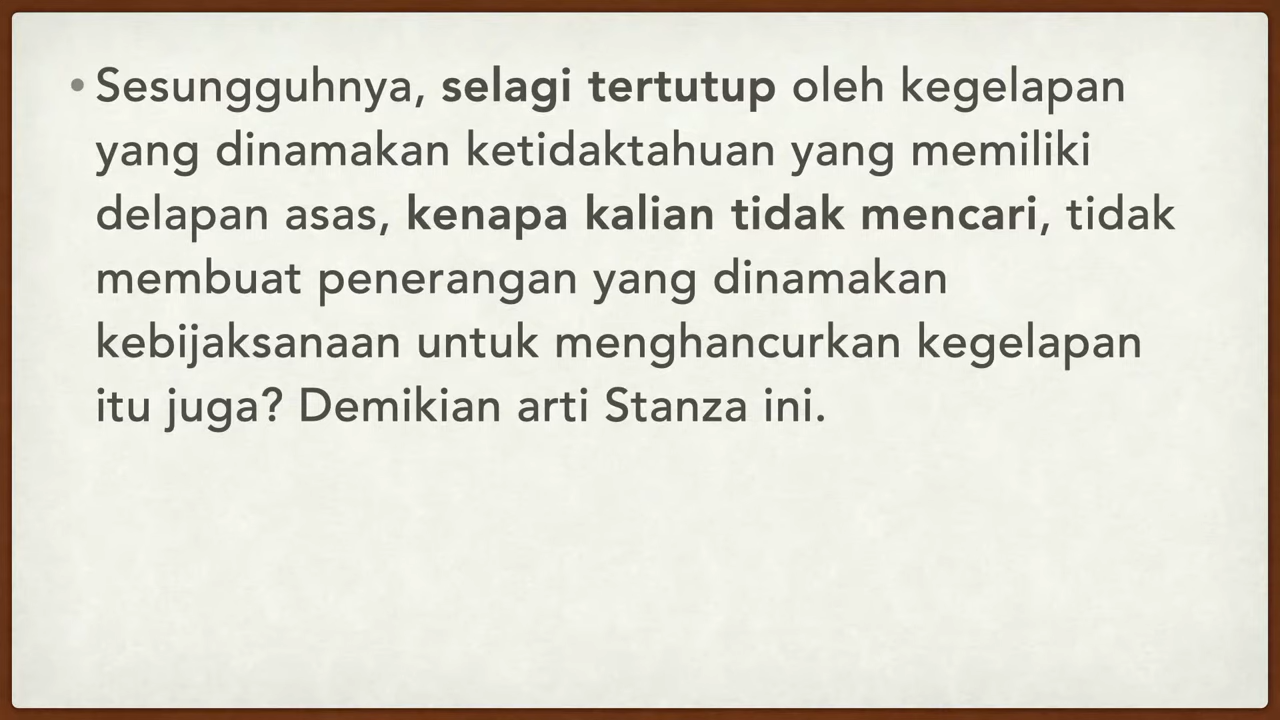 • Sesungguhnya, selagi tertutup oleh kegelapan
yang dinamakan ketidaktahuan yang memiliki
delapan asas, kenapa kalian tidak mencari, tidak
membuat penerangan yang dinamakan
kebijaksanaan untuk menghancurkan kegelapan
itu juga? Demikian arti Stanza ini.